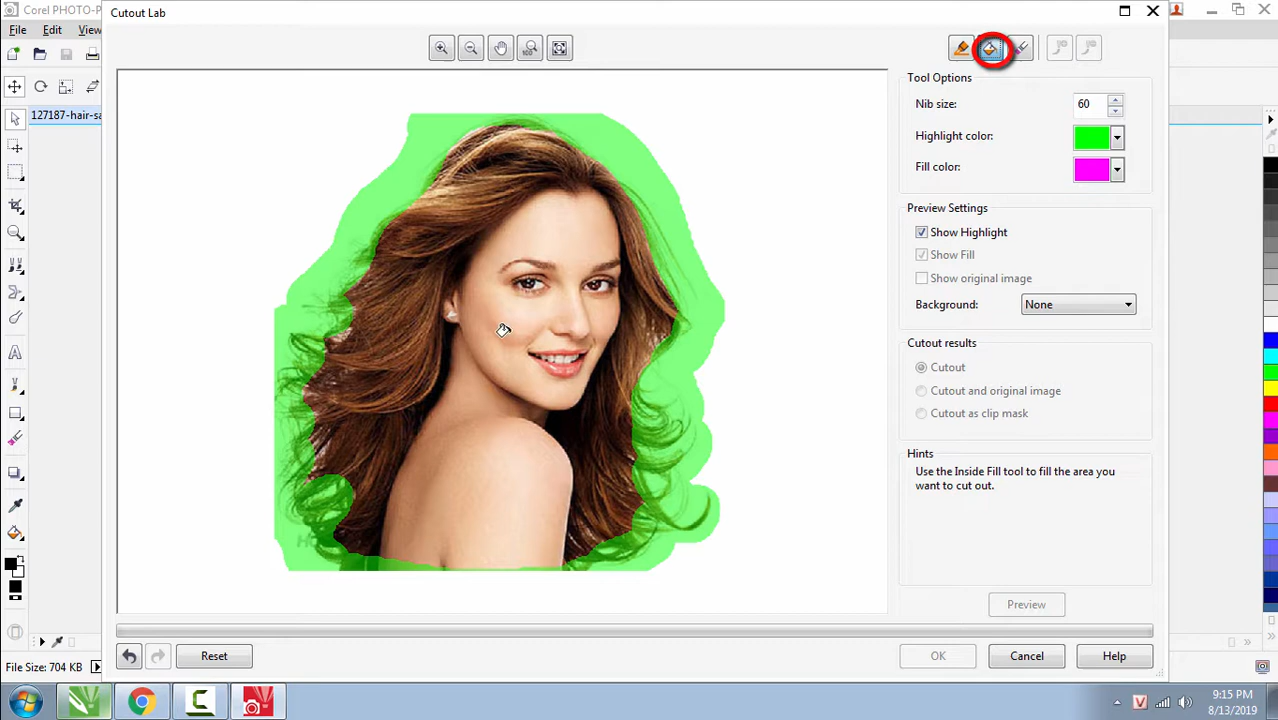 Corel PHOTO-P
Cutout Lab
File Edit View
100
127187-hair-sa
Tool Options
Nib size: 60
Highlight color:
Fill color:
Preview Settings
Show Highlight
Show Fill
Show original image
Background: None
Cutout results
Cutout
Cutout and original image
Cutout as clip mask
Hints
Use the Inside Fill tool to fill the area you
want to cut out.
Preview
Reset
OK
Cancel
Help
File Size: 704 KB
V
9:15 PM
8/13/2019